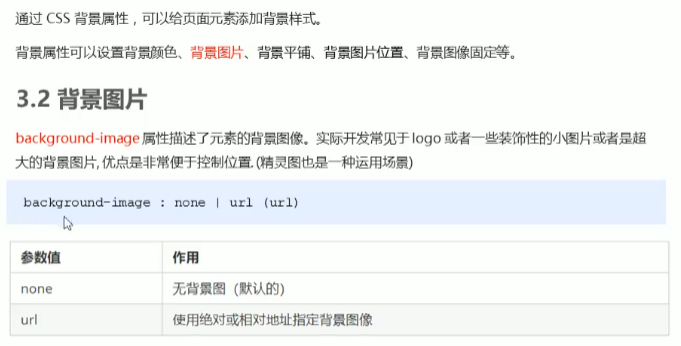 通过 CSS 背景属性，可以给页面元素添加背景样式。
背景属性可以设置背景颜色、背景图片、背景平铺、背景图片位置、背景图像固定等。
3.2 背景图片
background-image 属性描述了元素的背景图像。实际开发常见于 logo 或者一些装饰性的小图片或者是超
大的背景图片, 优点是非常便于控制位置. (精灵图也是一种运用场景)
background-image : none | url (url)
参数值 作用
none 无背景图（默认的）
url 使用绝对或相对地址指定背景图像